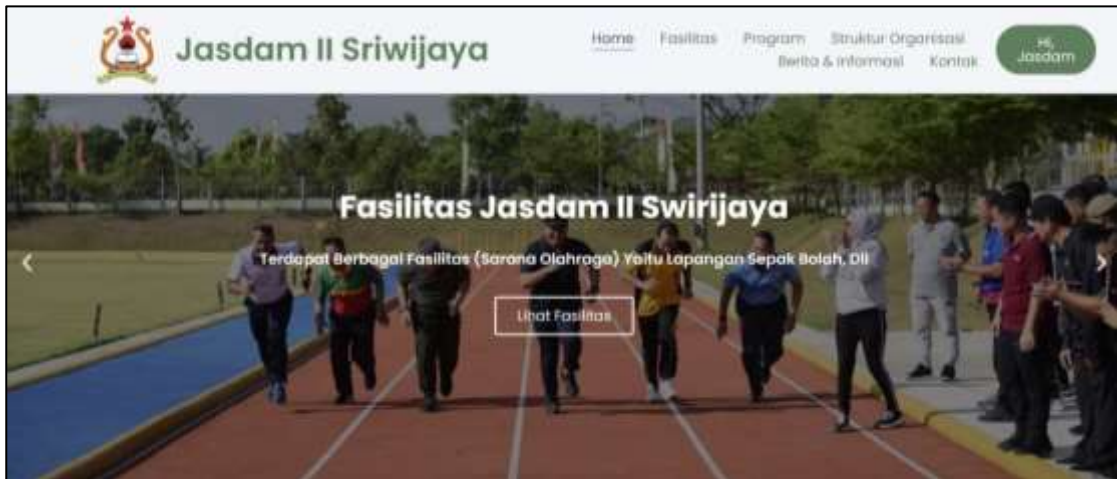 Jasdam II Sriwijaya
Home Fasilitas Program Struktur Organisasi
Berita & Informasi Kontak
Hi,
Jasdam
Fasilitas Jasdam II Swirijaya
Terdapat Berbagai Fasilitas (Sarana Olahraga) Yaitu Lapangan Sepak Bolah, Dll
Lihat Fasilitas